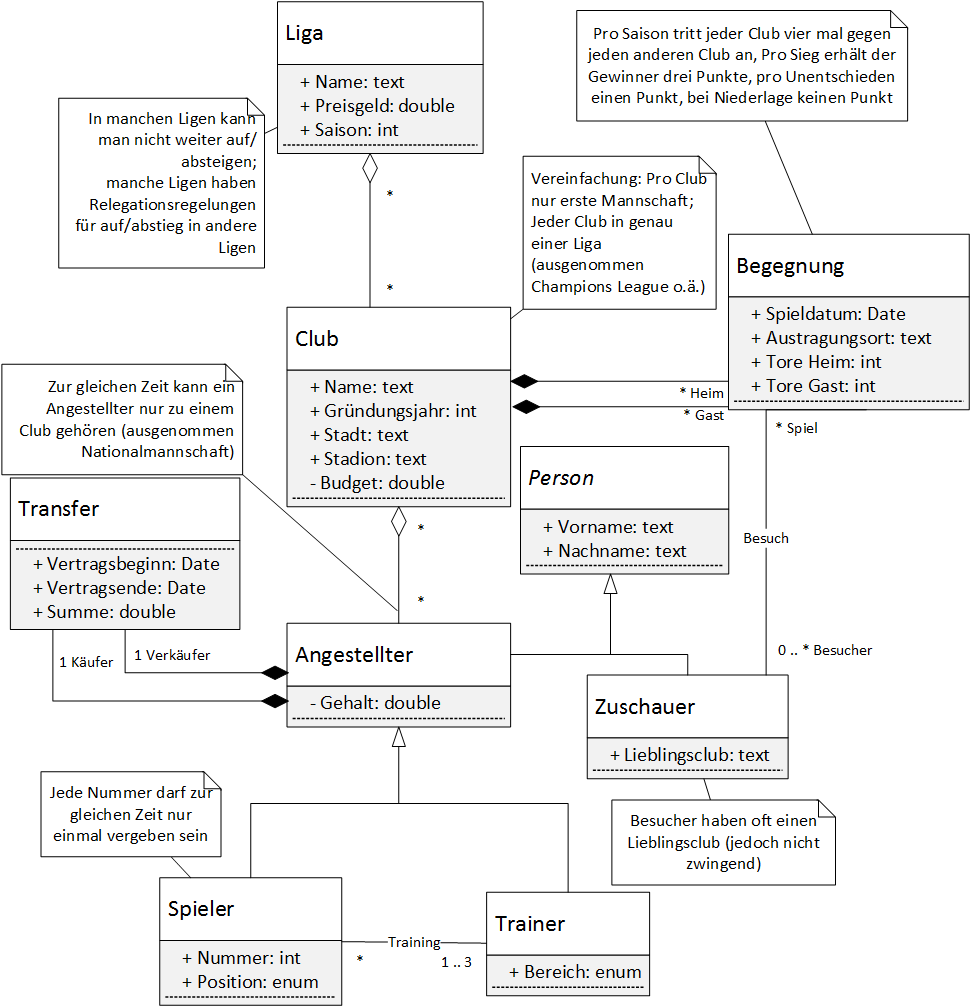 Liga
+ Name: text
+ Preisgeld: double
+ Saison: int
Pro Saison tritt jeder Club vier mal gegen
jeden anderen Club an, Pro Sieg erhält der
Gewinner drei Punkte, pro Unentschieden
einen Punkt, bei Niederlage keinen Punkt
In manchen Ligen kann
man nicht weiter auf/
absteigen;
manche Ligen haben
Relegationsregelungen
für auf/abstieg in andere
Ligen
*
*
Vereinfachung: Pro Club
nur erste Mannschaft;
Jeder Club in genau
einer Liga
(ausgenommen
Champions League o.ä.)
Begegnung
+ Spieldatum: Date
+ Austragungsort: text
+ Tore Heim: int
+ Tore Gast: int
Club
+ Name: text
+ Gründungsjahr: int
+ Stadt: text
+ Stadion: text
- Budget: double
* Heim
* Gast
* Spiel
Zur gleichen Zeit kann ein
Angestellter nur zu einem
Club gehören (ausgenommen
Nationalmannschaft)
Person
+ Vorname: text
+ Nachname: text
Transfer
+ Vertragsbeginn: Date
+ Vertragsende: Date
+ Summe: double
*
*
Besuch
1 Käufer
1 Verkäufer
0 .. * Besucher
Angestellter
- Gehalt: double
Zuschauer
+ Lieblingsclub: text
Jede Nummer darf zur
gleichen Zeit nur
einmal vergeben sein
Besucher haben oft einen
Lieblingsclub (jedoch nicht
zwingend)
Spieler
+ Nummer: int
+ Position: enum
Training
*
1 .. 3
Trainer
+ Bereich: enum